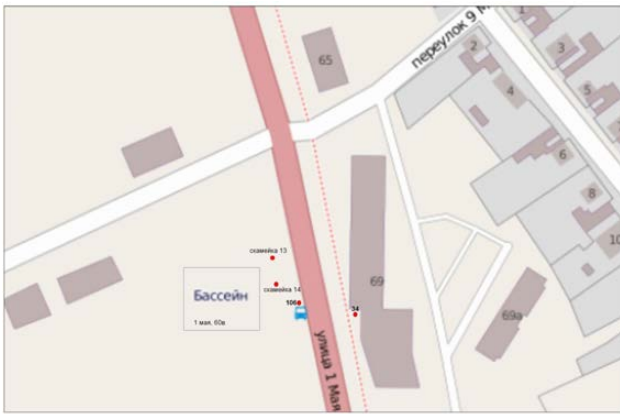 1
переулок 9 М
2
3
65
4
5
6
8
10
скамейка 13
69
скамейка 14
Бассейн
106
34
69а
1 мая, 60в
улица 1 Мая